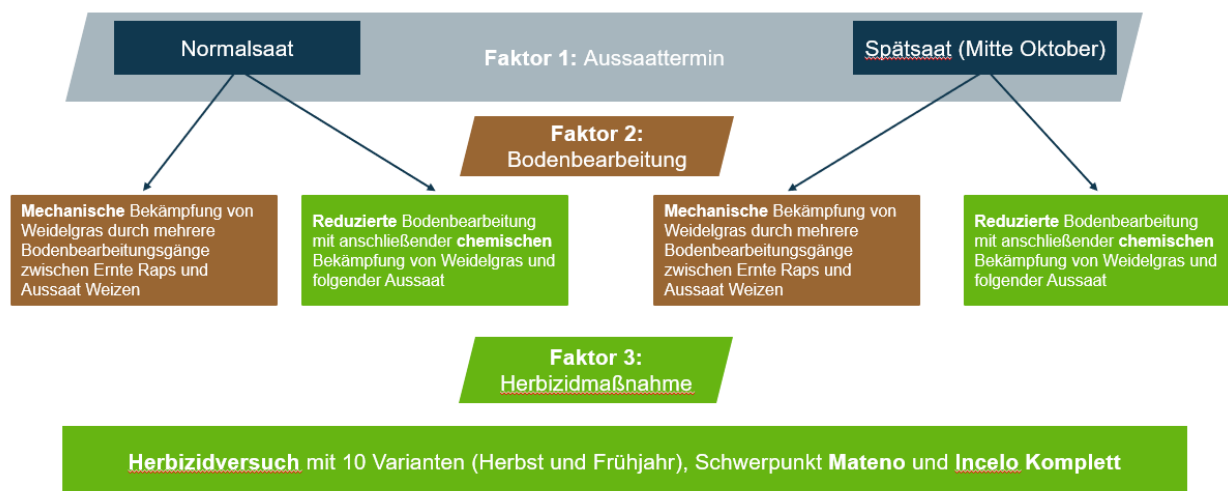 Normalsaat
Faktor 1: Aussaattermin
Spätsaat (Mitte Oktober)
Faktor 2:
Bodenbearbeitung
Mechanische Bekämpfung von
Weidelgras durch mehrere
Bodenbearbeitungsgänge
zwischen Ernte Raps und
Aussaat Weizen
Reduzierte Bodenbearbeitung
mit anschließender chemischen
Bekämpfung von Weidelgras und
folgender Aussaat
Mechanische Bekämpfung von
Weidelgras durch mehrere
Bodenbearbeitungsgänge
zwischen Ernte Raps und
Aussaat Weizen
Reduzierte Bodenbearbeitung
mit anschließender chemischen
Bekämpfung von Weidelgras und
folgender Aussaat
Faktor 3:
Herbizidmaßnahme
Herbizidversuch mit 10 Varianten (Herbst und Frühjahr), Schwerpunkt Mateno und Incelo Komplett